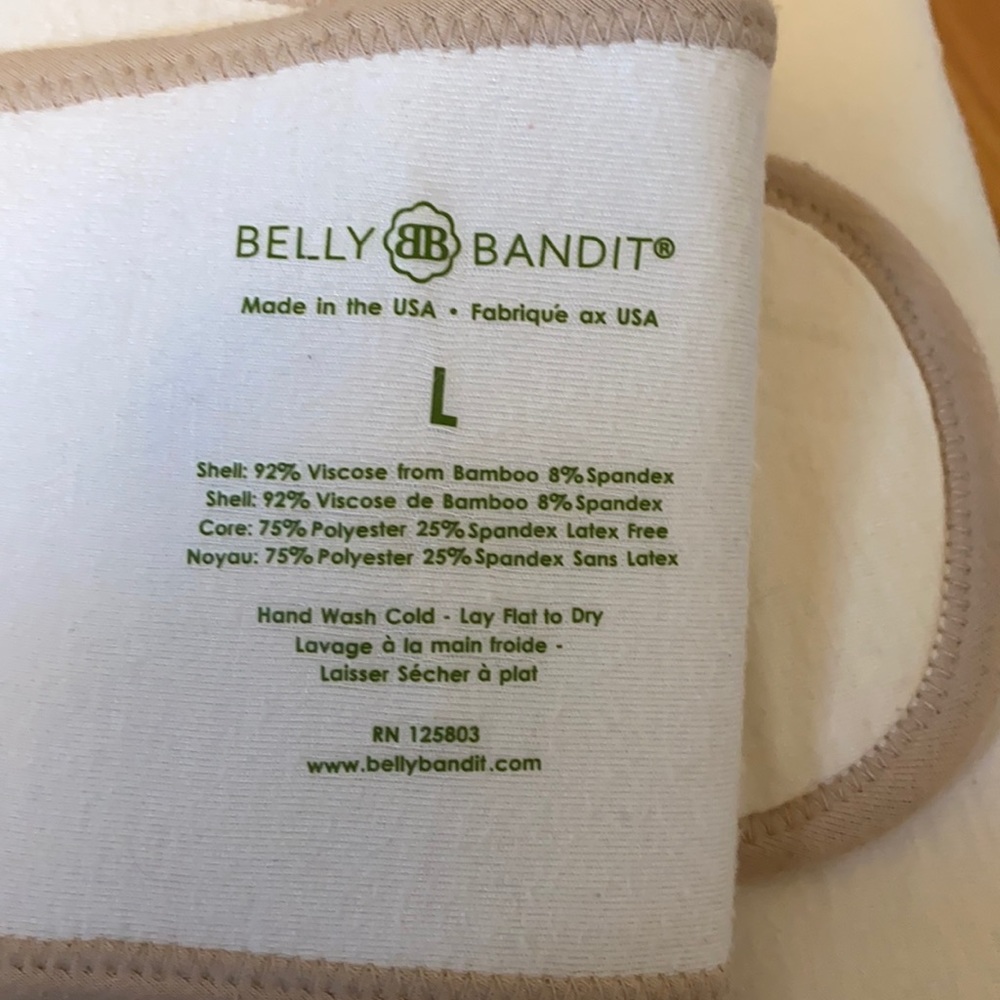 BELLY BB BANDIT®
Made in the USA • Fabriqué ax USA
L
Shell: 92% Viscose from Bamboo 8% Spandex
Shell: 92% Viscose de Bamboo 8% Spandex
Core: 75% Polyester 25% Spandex Latex Free
Noyau: 75% Polyester 25% Spandex Sans Latex
Hand Wash Cold - Lay Flat to Dry
Lavage à la main froide -
Laisser Sécher à plat
RN 125803
www.bellybandit.com